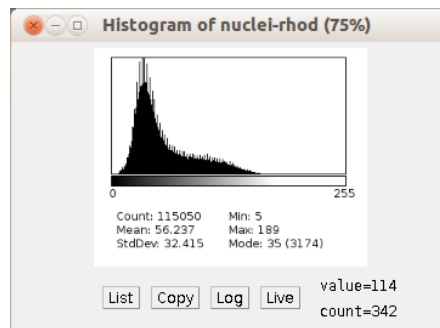 Histogram of nuclei-rhod (75%)
0 255
Count: 115050 Min: 5
Mean: 56.237 Max: 189
StdDev: 32.415 Mode: 35 (3174)
List Copy Log Live value=114
count=342